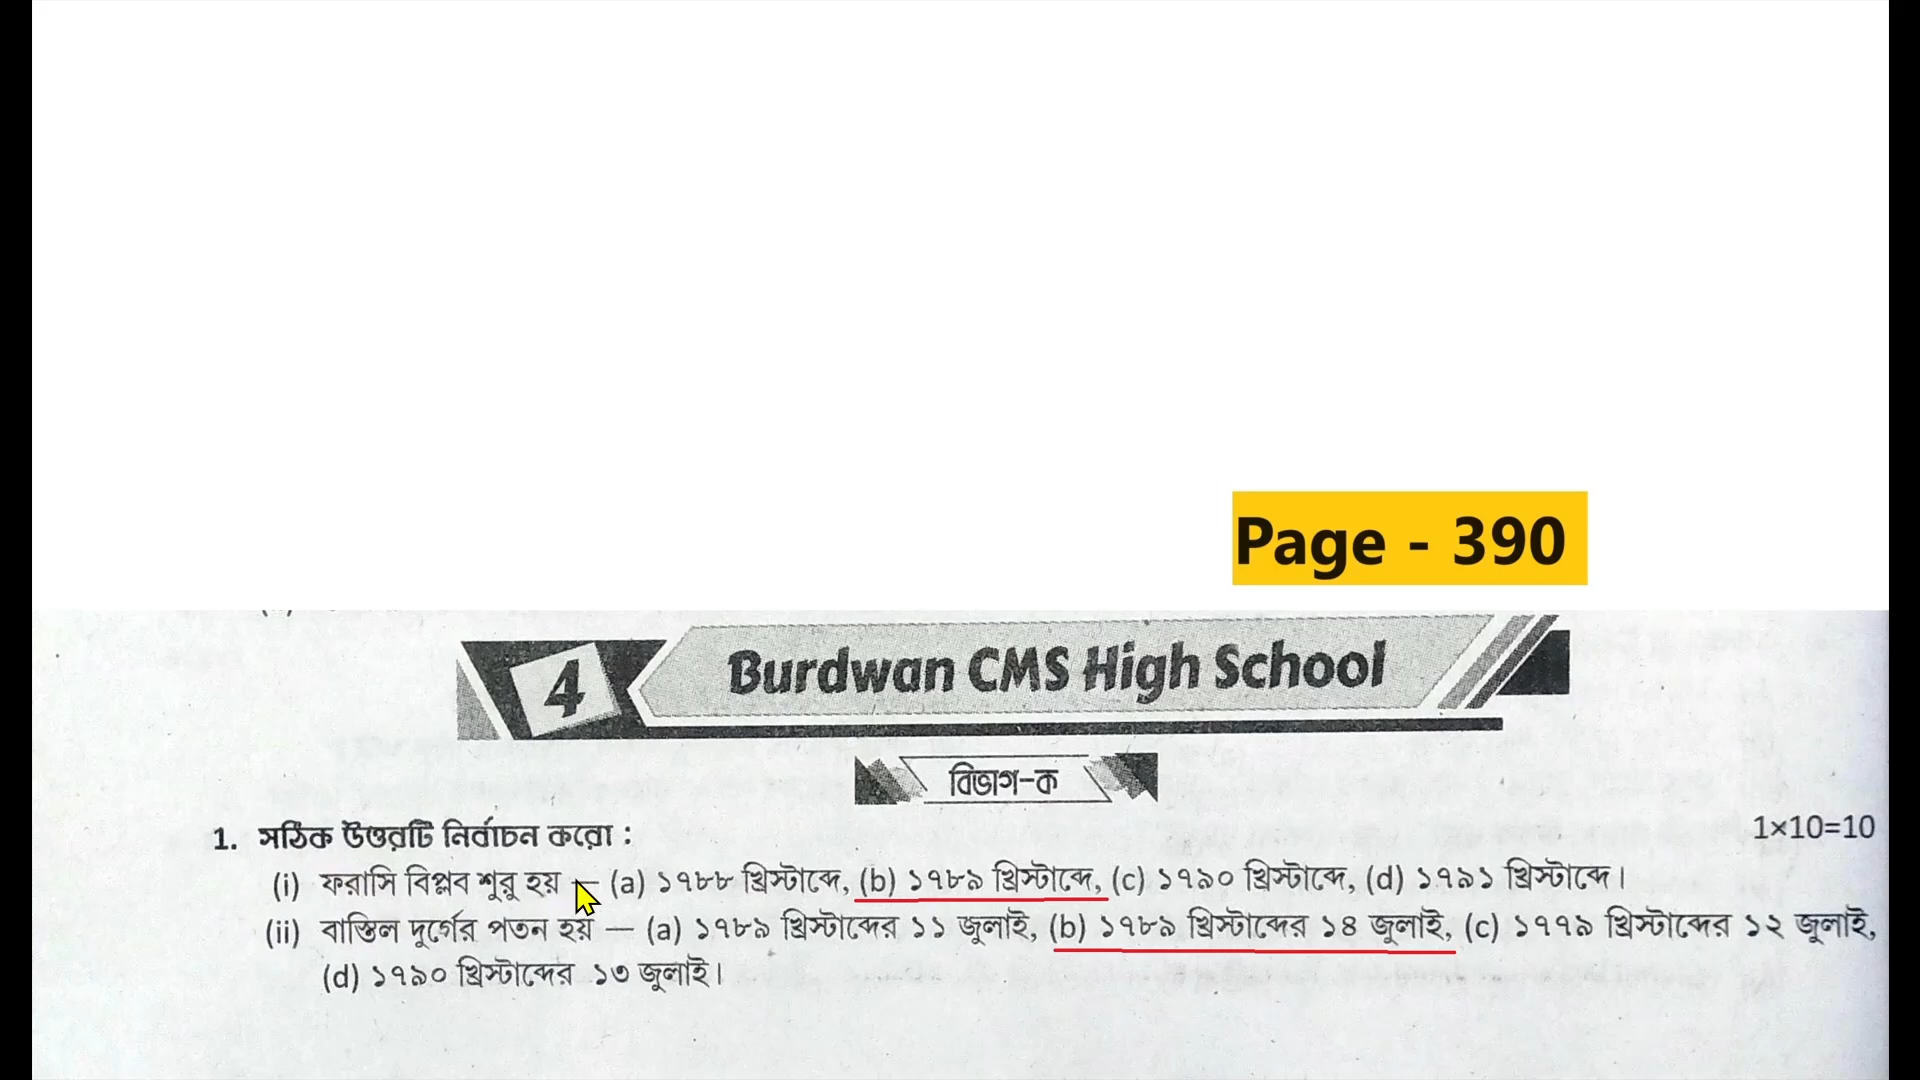 Page - 390
4 Burdwan CMS High School
বিভাগ-ক
1. সঠিক উত্তরটি নির্বাচন করো : 1×10=10
(i) ফরাসি বিপ্লব শুরু হয় — (a) ১৭৮৮ খ্রিস্টাব্দে, (b) ১৭৮৯ খ্রিস্টাব্দে, (c) ১৭৯০ খ্রিস্টাব্দে, (d) ১৭৯১ খ্রিস্টাব্দে।
(ii) বাস্তিল দুর্গের পতন হয় — (a) ১৭৮৯ খ্রিস্টাব্দের ১১ জুলাই, (b) ১৭৮৯ খ্রিস্টাব্দের ১৪ জুলাই, (c) ১৭৭৯ খ্রিস্টাব্দের ১২ জুলাই,
(d) ১৭৯০ খ্রিস্টাব্দের ১৩ জুলাই।